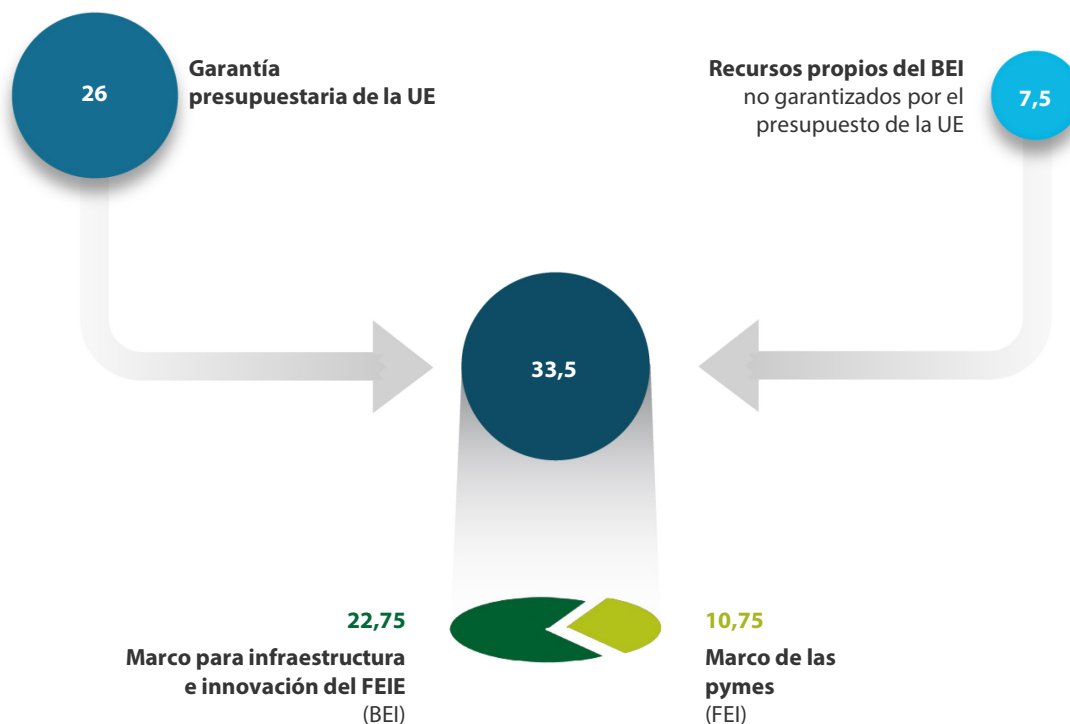 26
Garantía
presupuestaria de la UE
Recursos propios del BEI
no garantizados por el
presupuesto de la UE
7,5
33,5
22,75
Marco para infraestructura
e innovación del FEIE
(BEI)
10,75
Marco de las
pymes
(FEI)